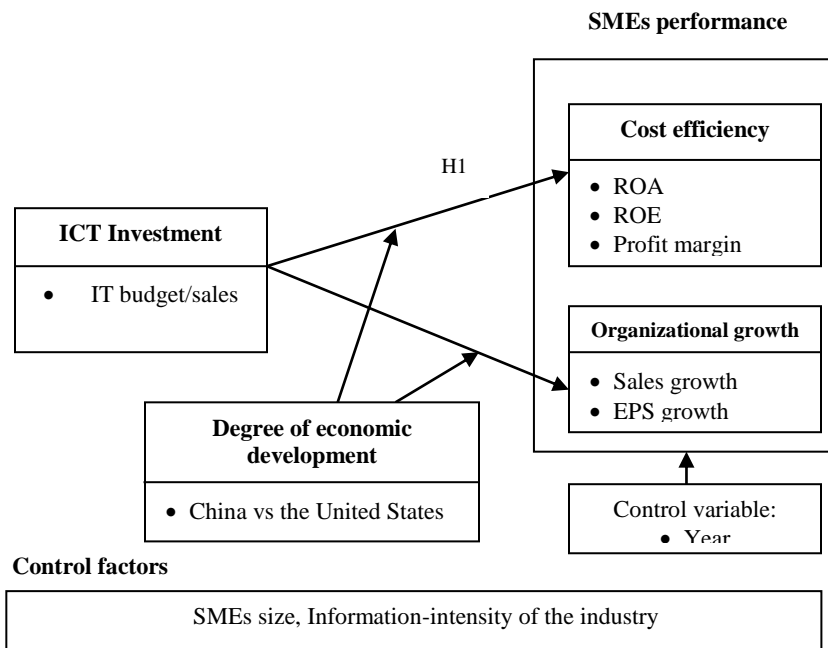 SMEs performance
Cost efficiency
• ROA
• ROE
• Profit margin
H1
ICT Investment
• IT budget/sales
Organizational growth
• Sales growth
• EPS growth
Degree of economic
development
• China vs the United States
Control variable:
• Year
Control factors
SMEs size, Information-intensity of the industry